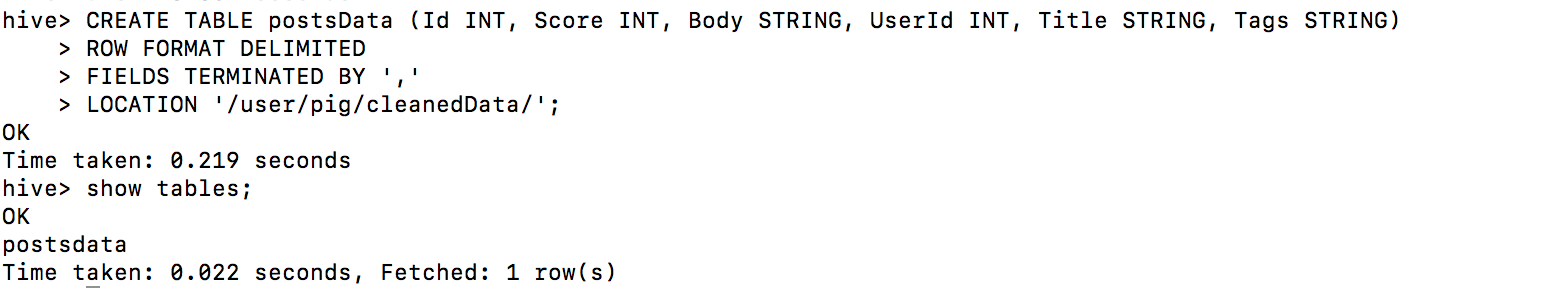 hive> CREATE TABLE postsData (Id INT, Score INT, Body STRING, UserId INT, Title STRING, Tags STRING)
    > ROW FORMAT DELIMITED
    > FIELDS TERMINATED BY ','
    > LOCATION '/user/pig/cleanedData/';
OK
Time taken: 0.219 seconds
hive> show tables;
OK
postsdata
Time taken: 0.022 seconds, Fetched: 1 row(s)